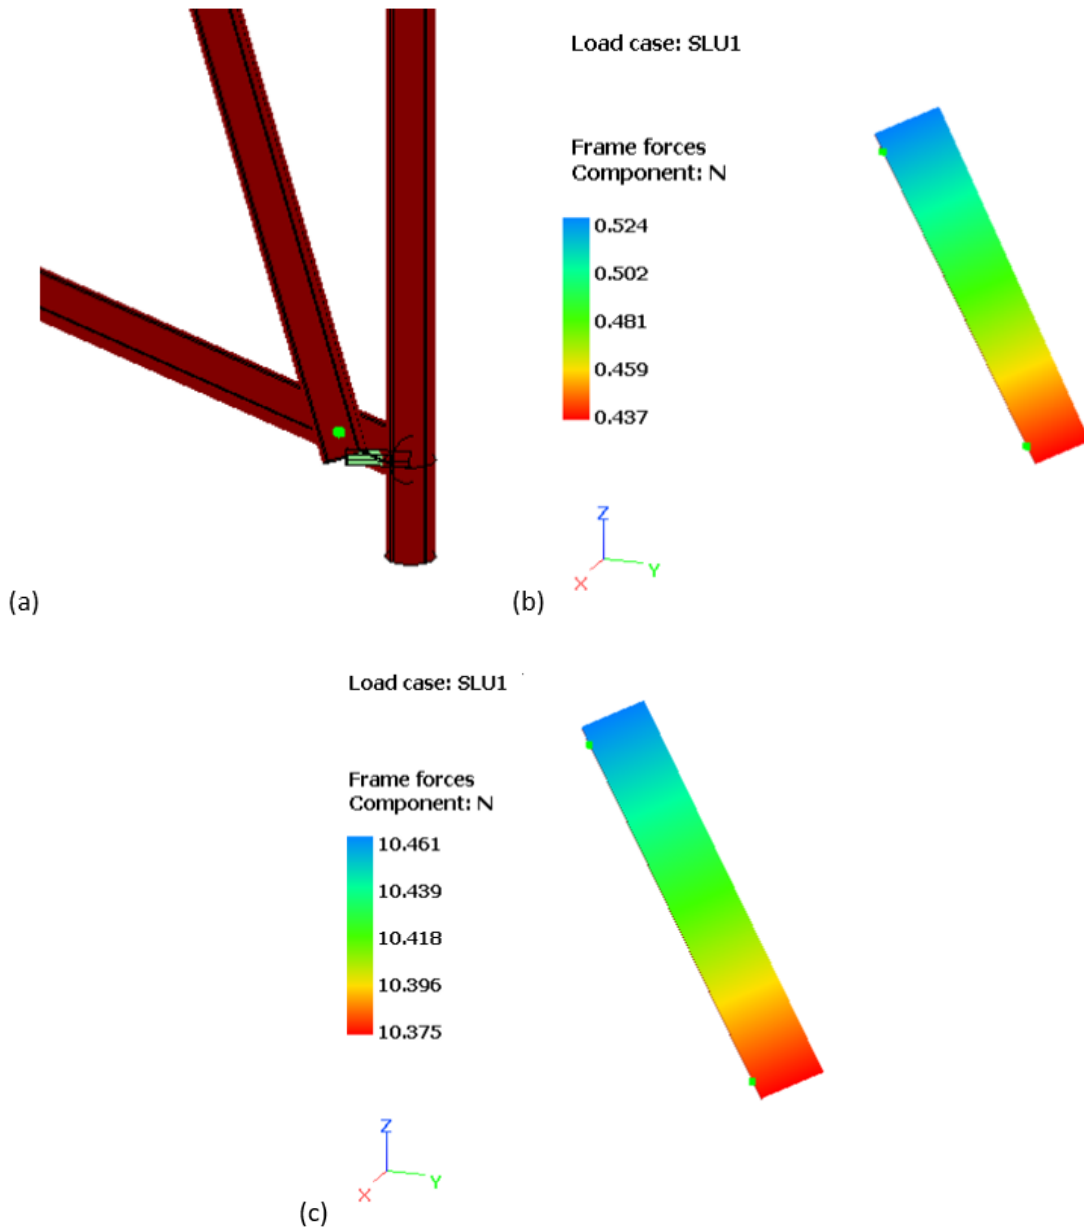 Load case: SLU1
Frame forces
Component: N
0.524
0.502
0.481
0.459
0.437
Z
Y
X
(a)
(b)
Load case: SLU1
Frame forces
Component: N
10.461
10.439
10.418
10.396
10.375
Z
Y
X
(c)